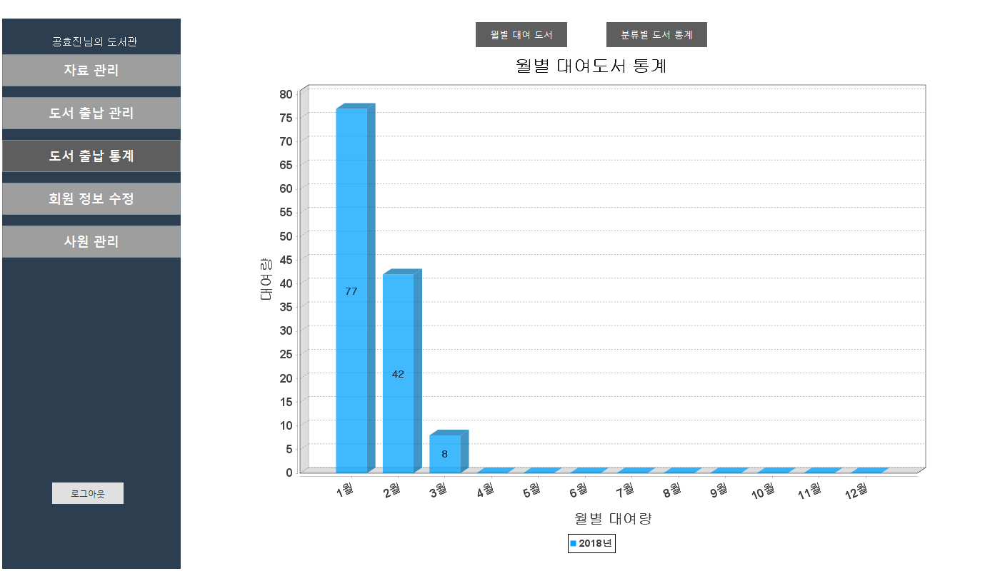 공효진님의 도서관
자료 관리
도서 출납 관리
도서 출납 통계
회원 정보 수정
사원 관리
로그아웃
월별 대여 도서
분류별 도서 통계
월별 대여도서 통계
대여량
80
75
70
65
60
55
50
45
40
35
30
25
20
15
10
5
0
77
42
8
1월
2월
3월
4월
5월
6월
7월
8월
9월
10월
11월
12월
월별 대여량
2018년